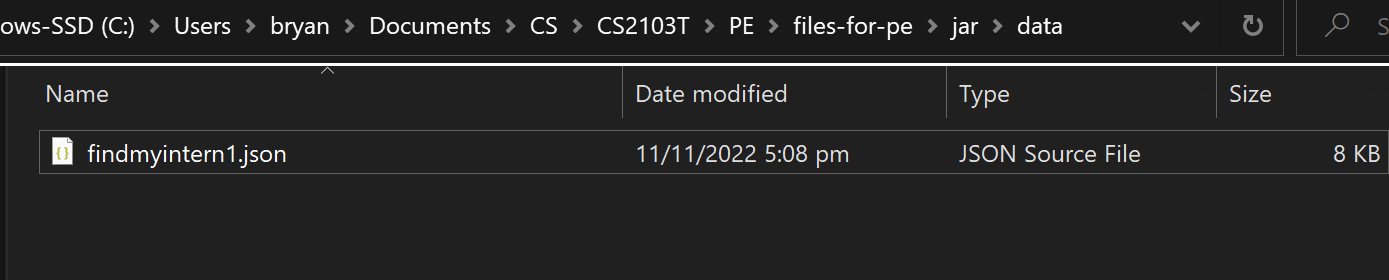 ows-SSD (C:) > Users > bryan > Documents > CS > CS2103T > PE > files-for-pe > jar > data
Name Date modified Type Size
findmyintern1.json 11/11/2022 5:08 pm JSON Source File 8 KB